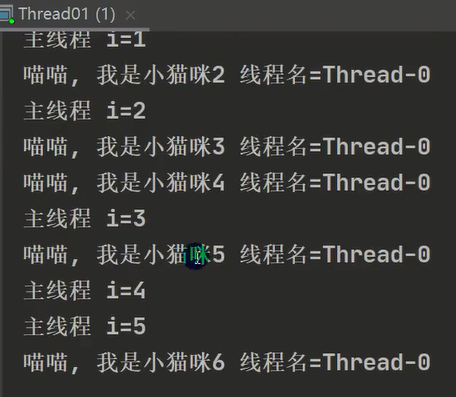 Thread01 (1)
主线程 i=1
喵喵, 我是小猫咪2 线程名=Thread-0
主线程 i=2
喵喵, 我是小猫咪3 线程名=Thread-0
喵喵, 我是小猫咪4 线程名=Thread-0
主线程 i=3
喵喵, 我是小猫咪5 线程名=Thread-0
主线程 i=4
主线程 i=5
喵喵, 我是小猫咪6 线程名=Thread-0